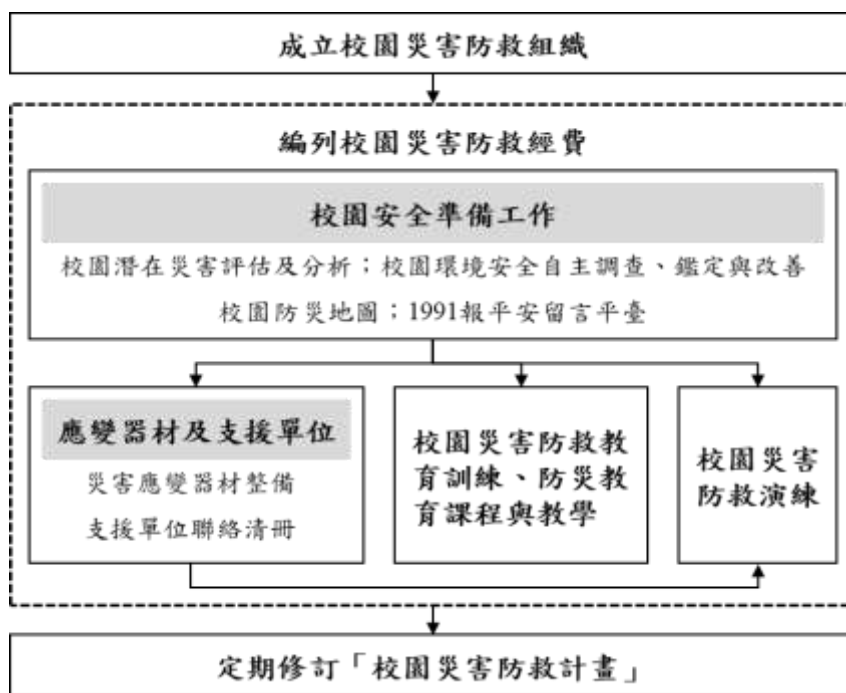 成立校園災害防救組織
編列校園災害防救經費
校園安全準備工作
校園潛在災害評估及分析；校園環境安全自主調查、鑑定與改善
校園防災地圖；1991報平安留言平臺
應變器材及支援單位
災害應變器材整備
支援單位聯絡清冊
校園災害防救教
育訓練、防災教
育課程與教學
校園災害
防救演練
定期修訂「校園災害防救計畫」